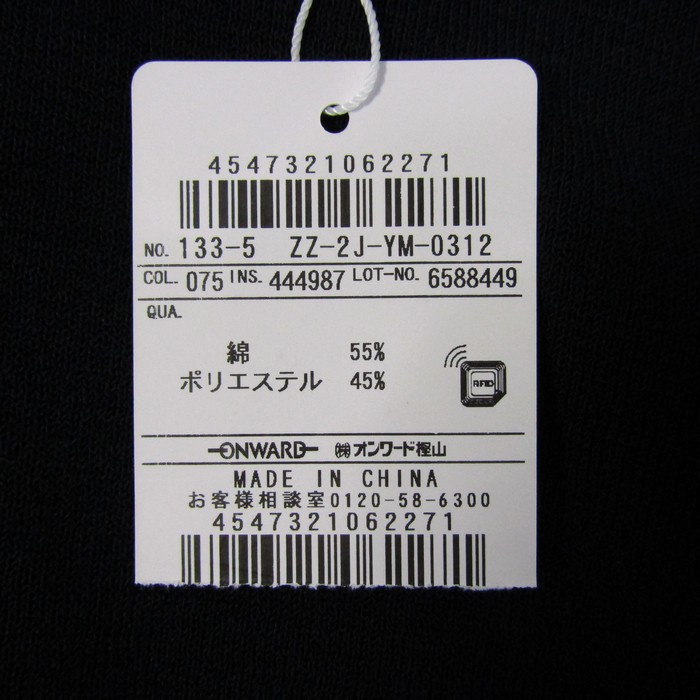 4547321062271
NO. 133-5 ZZ-2J-YM-0312
COL. 075 INS. 444987 LOT-NO. 6588449
QUA.
綿 55%
ポリエステル 45%
RFID
ONWARD ㈱オンワード樫山
MADE IN CHINA
お客様相談室0120-58-6300
4547321062271